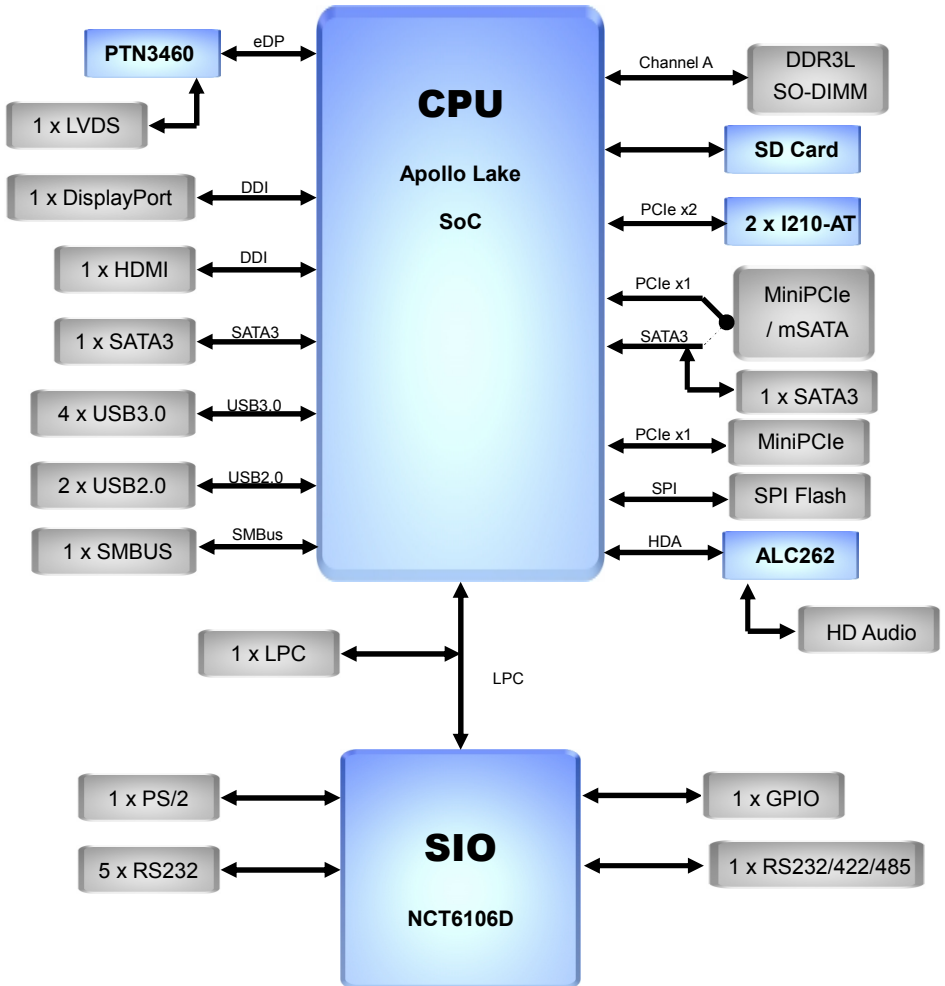 PTN3460
eDP
1 x LVDS
1 x DisplayPort
DDI
1 x HDMI
DDI
1 x SATA3
SATA3
4 x USB3.0
USB3.0
2 x USB2.0
USB2.0
1 x SMBUS
SMBus
CPU
Apollo Lake
SoC
Channel A
DDR3L
SO-DIMM
SD Card
PCIe x2
2 x I210-AT
PCIe x1
MiniPCIe
/ mSATA
SATA3
1 x SATA3
PCIe x1
MiniPCIe
SPI
SPI Flash
HDA
ALC262
HD Audio
1 x LPC
LPC
1 x PS/2
5 x RS232
SIO
NCT6106D
1 x GPIO
1 x RS232/422/485